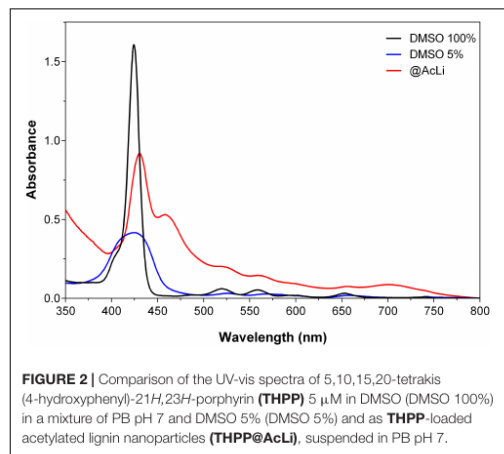 DMSO 100%
DMSO 5%
@AcLi
Absorbance
1.5
1.0
0.5
0.0
350 400 450 500 550 600 650 700 750 800
Wavelength (nm)
FIGURE 2 | Comparison of the UV-vis spectra of 5,10,15,20-tetrakis
(4-hydroxyphenyl)-21H,23H-porphyrin (THPP) 5 μM in DMSO (DMSO 100%)
in a mixture of PB pH 7 and DMSO 5% (DMSO 5%) and as THPP-loaded
acetylated lignin nanoparticles (THPP@AcLi), suspended in PB pH 7.